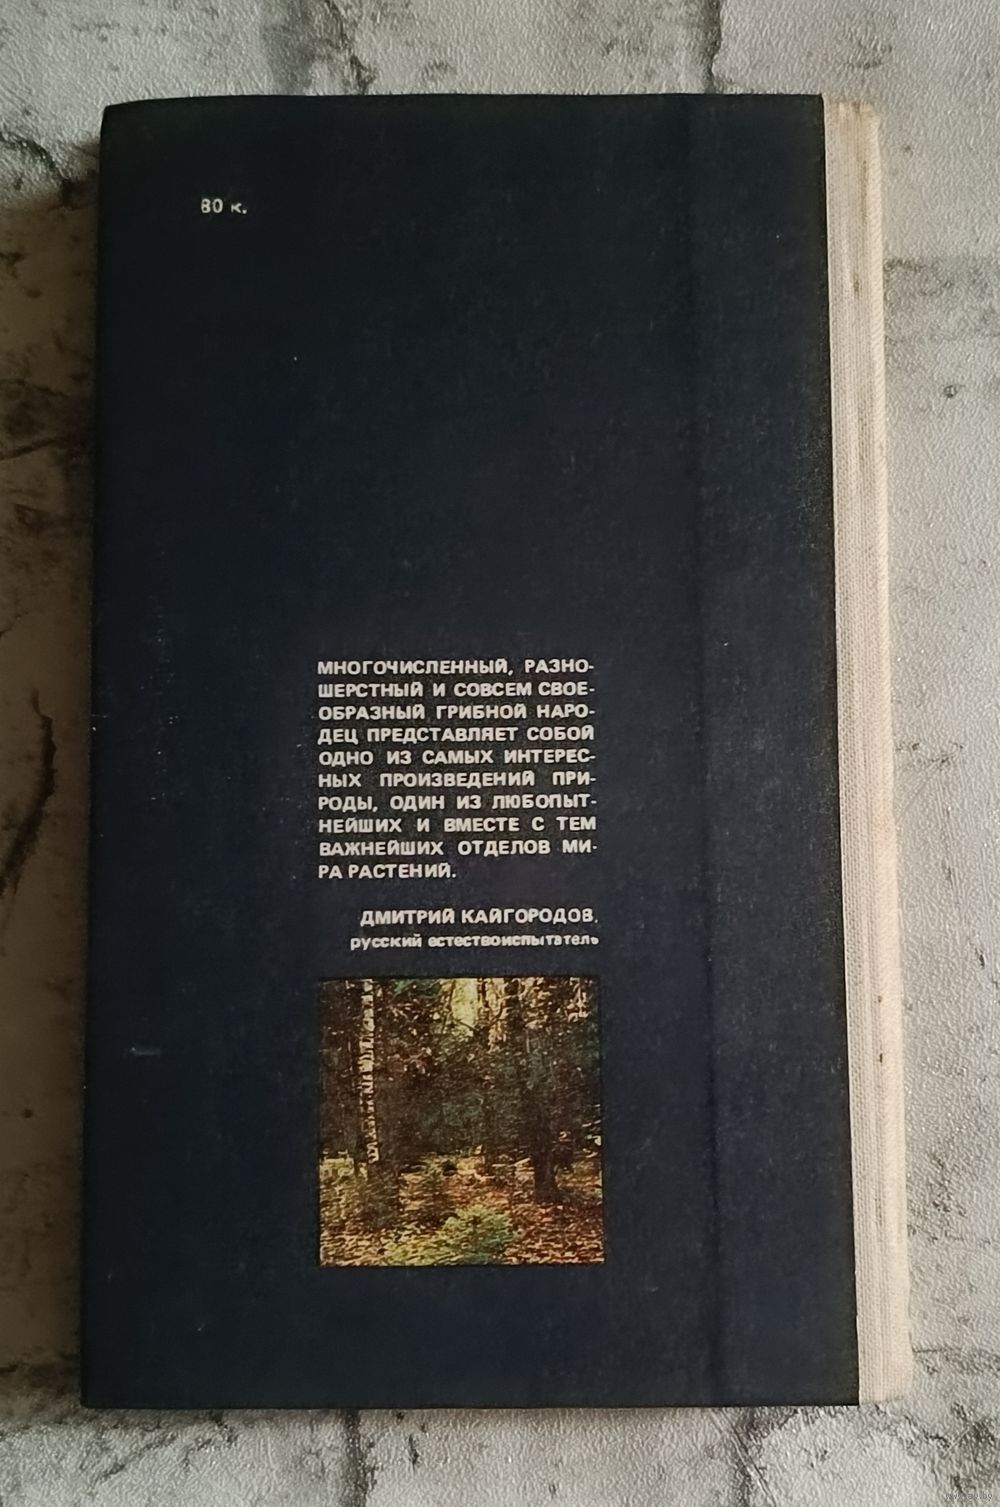 80 к.
МНОГОЧИСЛЕННЫЙ, РАЗНО-
ШЕРСТНЫЙ И СОВСЕМ СВОЕ-
ОБРАЗНЫЙ ГРИБНОЙ НАРО-
ДЕЦ ПРЕДСТАВЛЯЕТ СОБОЙ
ОДНО ИЗ САМЫХ ИНТЕРЕС-
НЫХ ПРОИЗВЕДЕНИЙ ПРИ-
РОДЫ, ОДИН ИЗ ЛЮБОПЫТ-
НЕЙШИХ И ВМЕСТЕ С ТЕМ
ВАЖНЕЙШИХ ОТДЕЛОВ МИ-
РА РАСТЕНИЙ.
ДМИТРИЙ КАЙГОРОДОВ,
русский естествоиспытатель